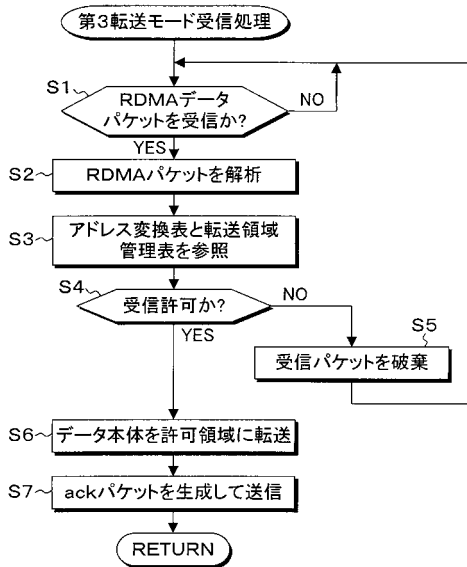 第3転送モード受信処理
S1
RDMAデータ
パケットを受信か?
NO
YES
S2
RDMAパケットを解析
S3
アドレス変換表と転送領域
管理表を参照
S4
受信許可か?
NO
YES
S5
受信パケットを破棄
S6
データ本体を許可領域に転送
S7
ackパケットを生成して送信
RETURN